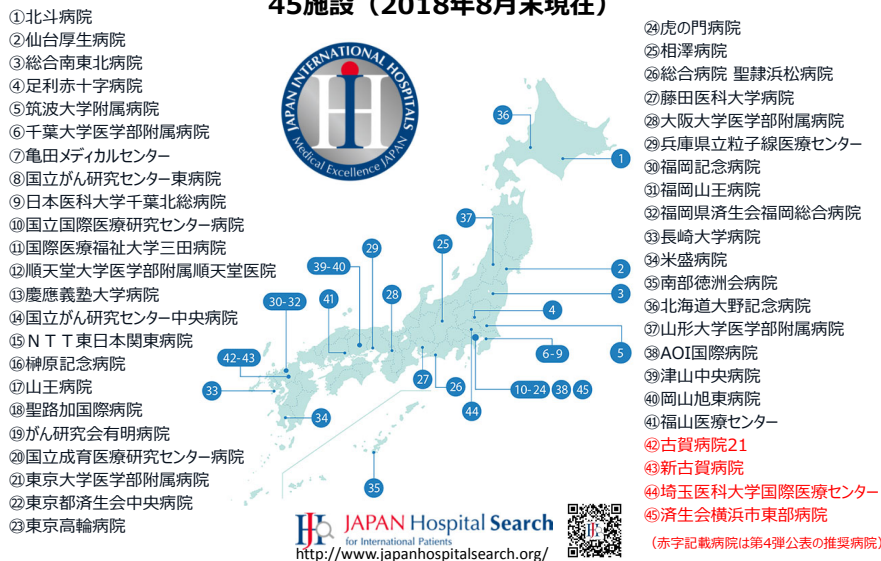 45施設（2018年8月末現在）
①北斗病院
②仙台厚生病院
③総合南東北病院
④足利赤十字病院
⑤筑波大学附属病院
⑥千葉大学医学部附属病院
⑦亀田メディカルセンター
⑧国立がん研究センター東病院
⑨日本医科大学千葉北総病院
⑩国立国際医療研究センター病院
⑪国際医療福祉大学三田病院
⑫順天堂大学医学部附属順天堂医院
⑬慶應義塾大学病院
⑭国立がん研究センター中央病院
⑮ＮＴＴ東日本関東病院
⑯榊原記念病院
⑰山王病院
⑱聖路加国際病院
⑲がん研究会有明病院
⑳国立成育医療研究センター病院
㉑東京大学医学部附属病院
㉒東京都済生会中央病院
㉓東京高輪病院
JAPAN INTERNATIONAL HOSPITALS
JIH
Medical Excellence JAPAN
36
1
37
25
29
2
39-40
28
3
30-32
41
4
42-43
6-9
5
33
27
26
10-24
38
45
34
44
35
㉔虎の門病院
㉕相澤病院
㉖総合病院 聖隷浜松病院
㉗藤田医科大学病院
㉘大阪大学医学部附属病院
㉙兵庫県立粒子線医療センター
㉚福岡記念病院
㉛福岡山王病院
㉜福岡県済生会福岡総合病院
㉝長崎大学病院
㉞米盛病院
㉟南部徳洲会病院
㊱北海道大野記念病院
㊲山形大学医学部附属病院
㊳AOI国際病院
㊴津山中央病院
㊵岡山旭東病院
㊶福山医療センター
㊷古賀病院21
㊸新古賀病院
㊹埼玉医科大学国際医療センター
㊺済生会横浜市東部病院
（赤字記載病院は第4弾公表の推奨病院）
JIH JAPAN Hospital Search
for International Patients
http://www.japanhospitalsearch.org/